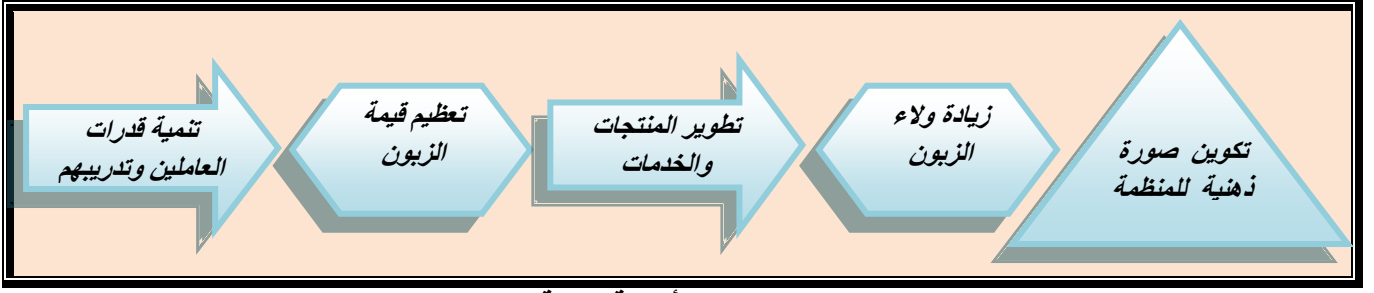 تنمية قدرات
العاملين وتدريبهم
تعظيم قيمة
الزبون
تطوير المنتجات
والخدمات
زيادة ولاء
الزبون
تكوين صورة
ذهنية للمنظمة